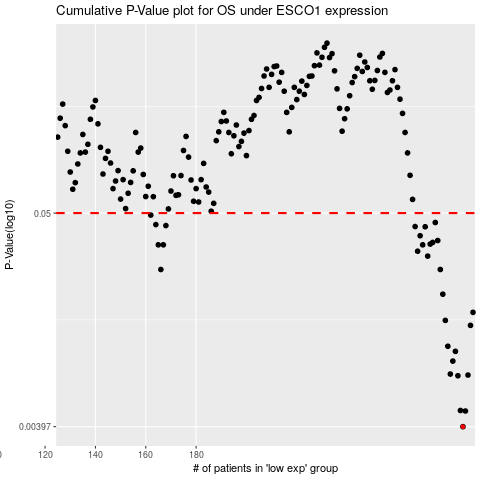 Cumulative P-Value plot for OS under ESCO1 expression
P-Value(log10)
0.05
0.00397
120 140 160 180
# of patients in 'low exp' group